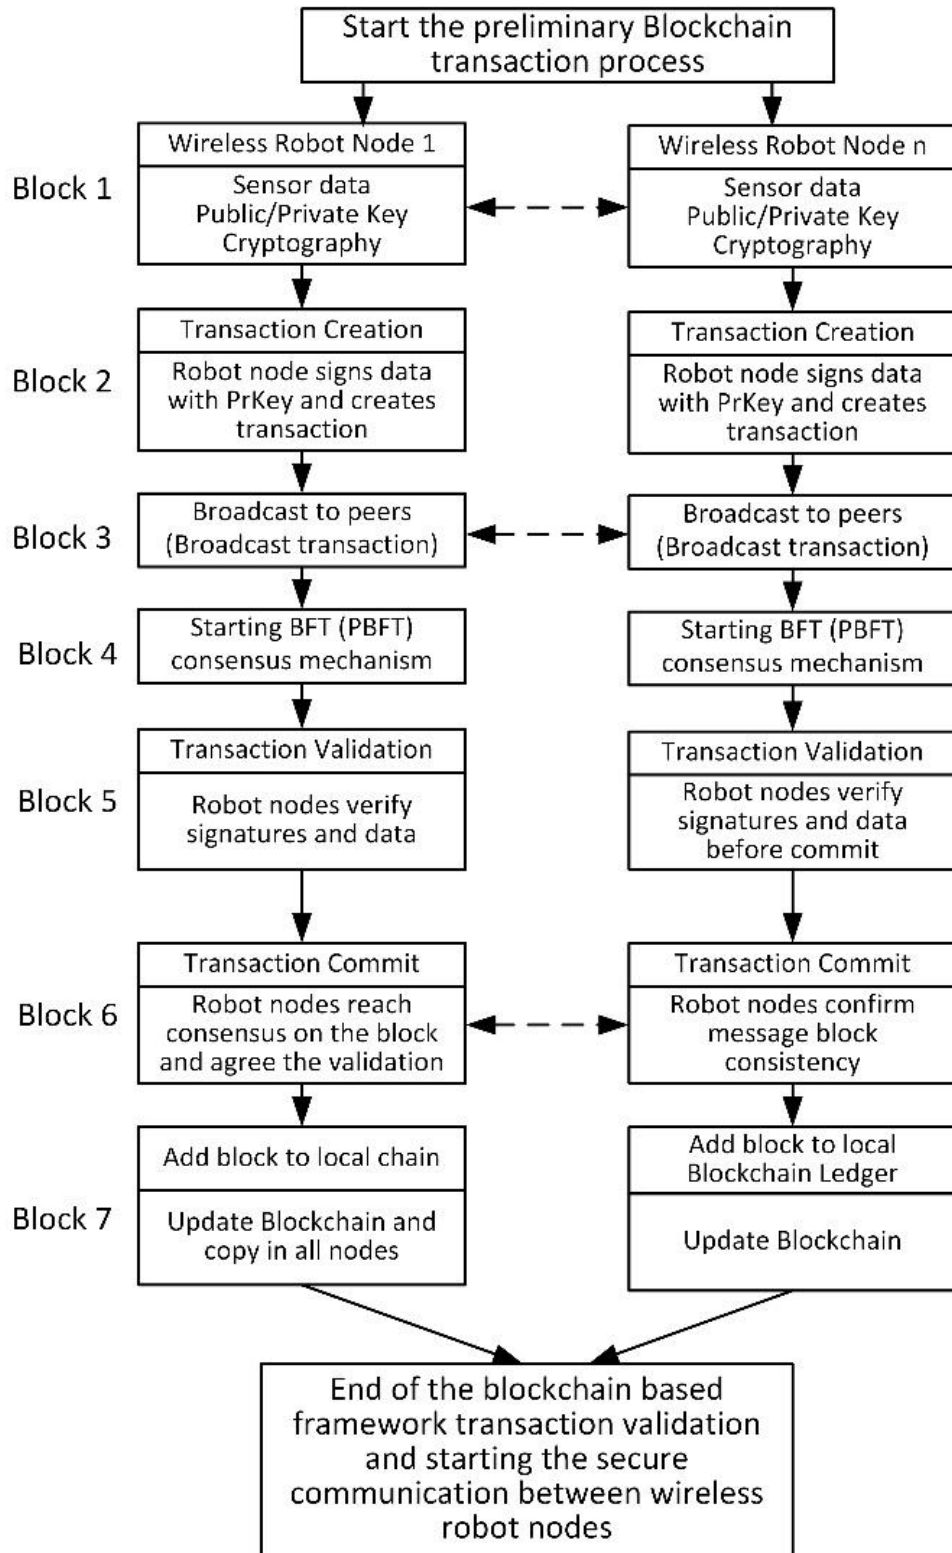 Start the preliminary Blockchain
transaction process
Block 1
Wireless Robot Node 1
Sensor data
Public/Private Key
Cryptography
Wireless Robot Node n
Sensor data
Public/Private Key
Cryptography
Block 2
Transaction Creation
Robot node signs data
with PrKey and creates
transaction
Transaction Creation
Robot node signs data
with PrKey and creates
transaction
Block 3
Broadcast to peers
(Broadcast transaction)
Broadcast to peers
(Broadcast transaction)
Block 4
Starting BFT (PBFT)
consensus mechanism
Starting BFT (PBFT)
consensus mechanism
Block 5
Transaction Validation
Robot nodes verify
signatures and data
Transaction Validation
Robot nodes verify
signatures and data
before commit
Block 6
Transaction Commit
Robot nodes reach
consensus on the block
and agree the validation
Transaction Commit
Robot nodes confirm
message block
consistency
Block 7
Add block to local chain
Update Blockchain and
copy in all nodes
Add block to local
Blockchain Ledger
Update Blockchain
End of the blockchain based
framework transaction validation
and starting the secure
communication between wireless
robot nodes